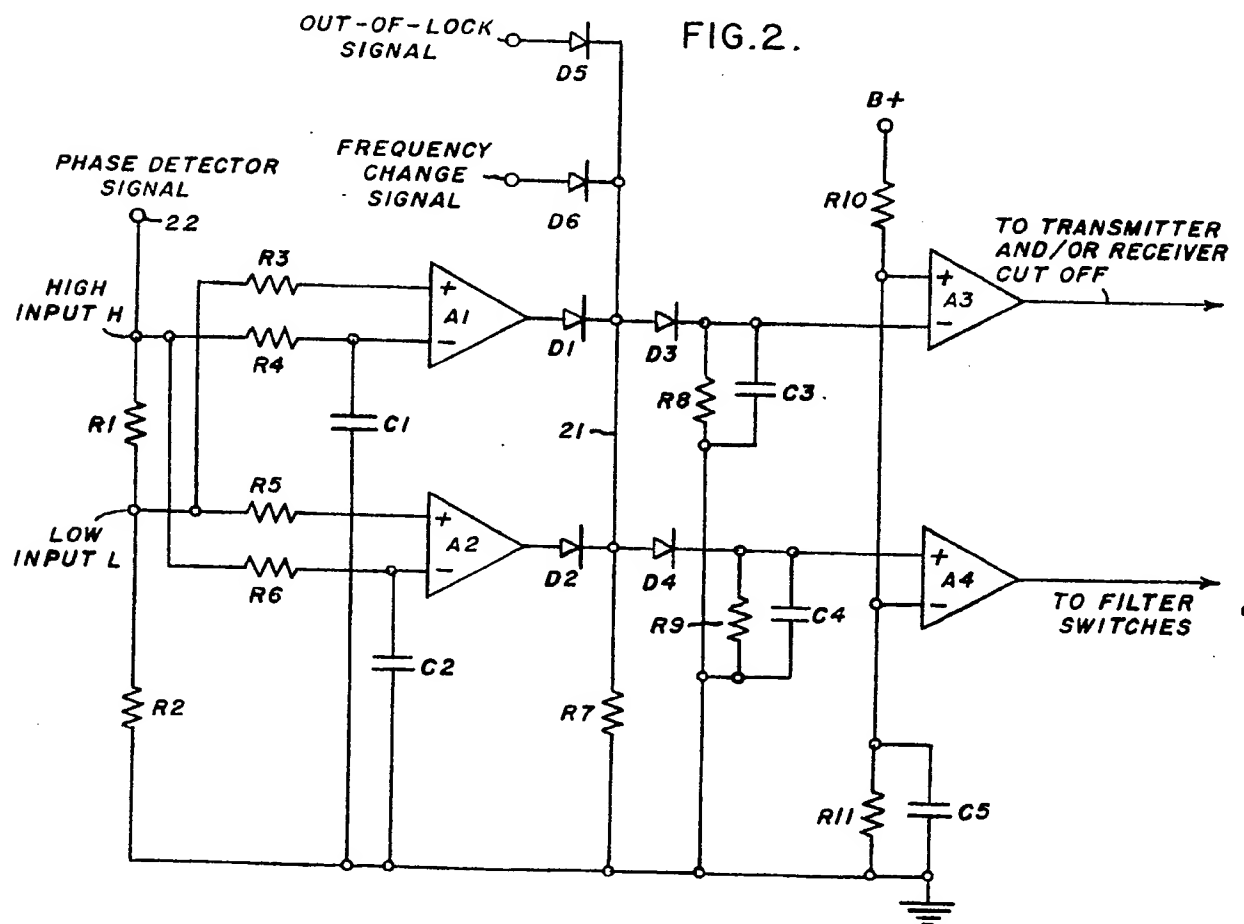 OUT-OF-LOCK
SIGNAL
D5
FIG.2.
B+
FREQUENCY
CHANGE
SIGNAL
D6
PHASE DETECTOR
SIGNAL
22
R10
TO TRANSMITTER
AND/OR RECEIVER
CUT OFF
HIGH
INPUT H
R3
R4
+
A1
-
D1
D3
+
A3
-
R1
C1
21
R8
C3
LOW
INPUT L
R5
R6
+
A2
-
D2
D4
+
A4
-
TO FILTER
SWITCHES
R9
C4
C2
R2
R7
R11
C5